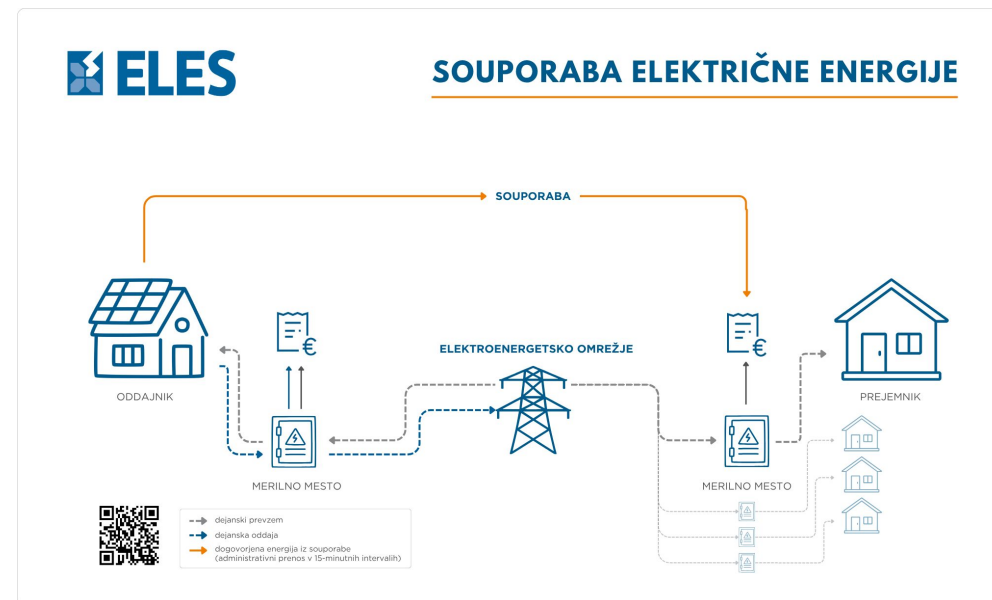 ELES
SOUPORABA ELEKTRIČNE ENERGIJE
SOUPORABA
€
€
ELEKTROENERGETSKO OMREŽJE
ODDAJNIK
PREJEMNIK
MERILNO MESTO
MERILNO MESTO
dejanski prevzem
dejanska oddaja
dogovorjena energija iz souporabe
(administrativni prenos v 15-minutnih intervalih)